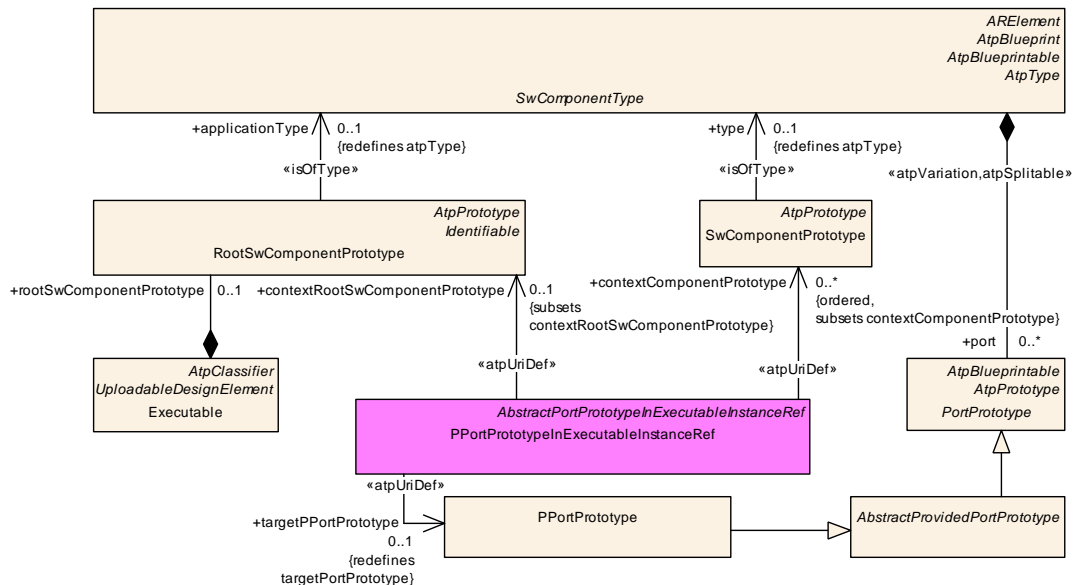 ARElement
AtpBlueprint
AtpBlueprintable
AtpType
SwComponentType
+applicationType 0..1
{redefines atpType}
«isOfType»
+type 0..1
{redefines atpType}
«isOfType»
«atpVariation,atpSplitable»
AtpPrototype
Identifiable
RootSwComponentPrototype
AtpPrototype
SwComponentPrototype
+rootSwComponentPrototype 0..1
+contextRootSwComponentPrototype 0..1
{subsets
contextRootSwComponentPrototype}
+contextComponentPrototype 0..*
{ordered,
subsets contextComponentPrototype}
+port 0..*
«atpUriDef»
«atpUriDef»
AtpClassifier
UploadableDesignElement
Executable
AtpBlueprintable
AtpPrototype
PortPrototype
AbstractPortPrototypeInExecutableInstanceRef
PPortPrototypeInExecutableInstanceRef
«atpUriDef»
+targetPPortPrototype
0..1
{redefines
targetPortPrototype}
PPortPrototype
AbstractProvidedPortPrototype